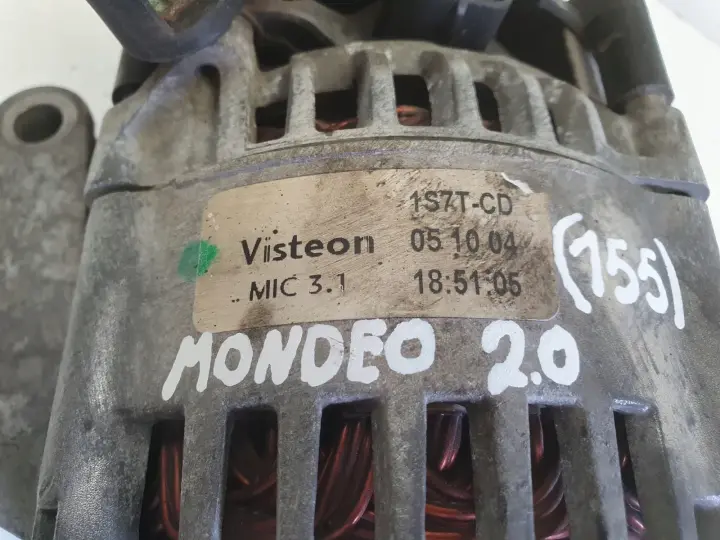 1S7T-CD
Visteon 05 10 04
MIC 3.1 18:51:05
(155)
MONDEO 2.0